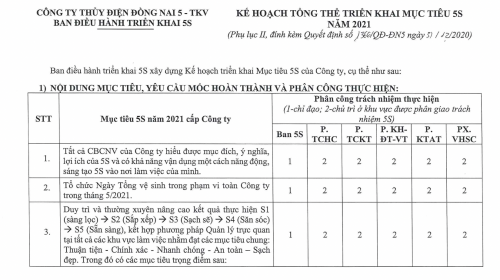 CÔNG TY THỦY ĐIỆN ĐỒNG NAI 5 - TKV
BAN ĐIỀU HÀNH TRIỂN KHAI 5S
KẾ HOẠCH TỔNG THỂ TRIỂN KHAI MỤC TIÊU 5S
NĂM 2021
(Phụ lục II, đính kèm Quyết định số /QĐ-ĐN5 ngày /2020)
Ban điều hành triển khai 5S xây dựng Kế hoạch triển khai Mục tiêu 5S của Công ty, cụ thể như sau:
1) NỘI DUNG MỤC TIÊU, YÊU CẦU MỐC HOÀN THÀNH VÀ PHÂN CÔNG THỰC HIỆN:
STT
Mục tiêu 5S năm 2021 cấp Công ty
Phân công trách nhiệm thực hiện
(1-chỉ đạo; 2-chủ trì ở khu vực được phân giao trách
nhiệm 5S)
Ban 5S
P. TCHC
P. TCKT
P. KH-ĐT-VT
P. KTAT
PX. VHSC
1.
Tất cả CBCNV của Công ty hiểu được mục đích, ý nghĩa,
lợi ích của 5S và có khả năng vận dụng một cách năng động,
sáng tạo 5S vào nơi làm việc của mình.
1 2 2 2 2 2
2.
Tổ chức Ngày Tổng vệ sinh trong phạm vi toàn Công ty
trong tháng 5/2021.
1 2 2 2 2 2
3.
Duy trì và thường xuyên nâng cao kết quả thực hiện S1
(sàng lọc) → S2 (Sắp xếp) → S3 (Sạch sẽ) → S4 (Săn sóc)
→ S5 (Sẵn sàng), kết hợp phương pháp Quản lý trực quan
tại tất cả các khu vực làm việc nhằm đạt các mục tiêu chung:
Thuận tiện - Chính xác - Nhanh chóng - An toàn – Sạch
đẹp. Trong đó có các mục tiêu trọng điểm sau:
1 2 2 2 2 2